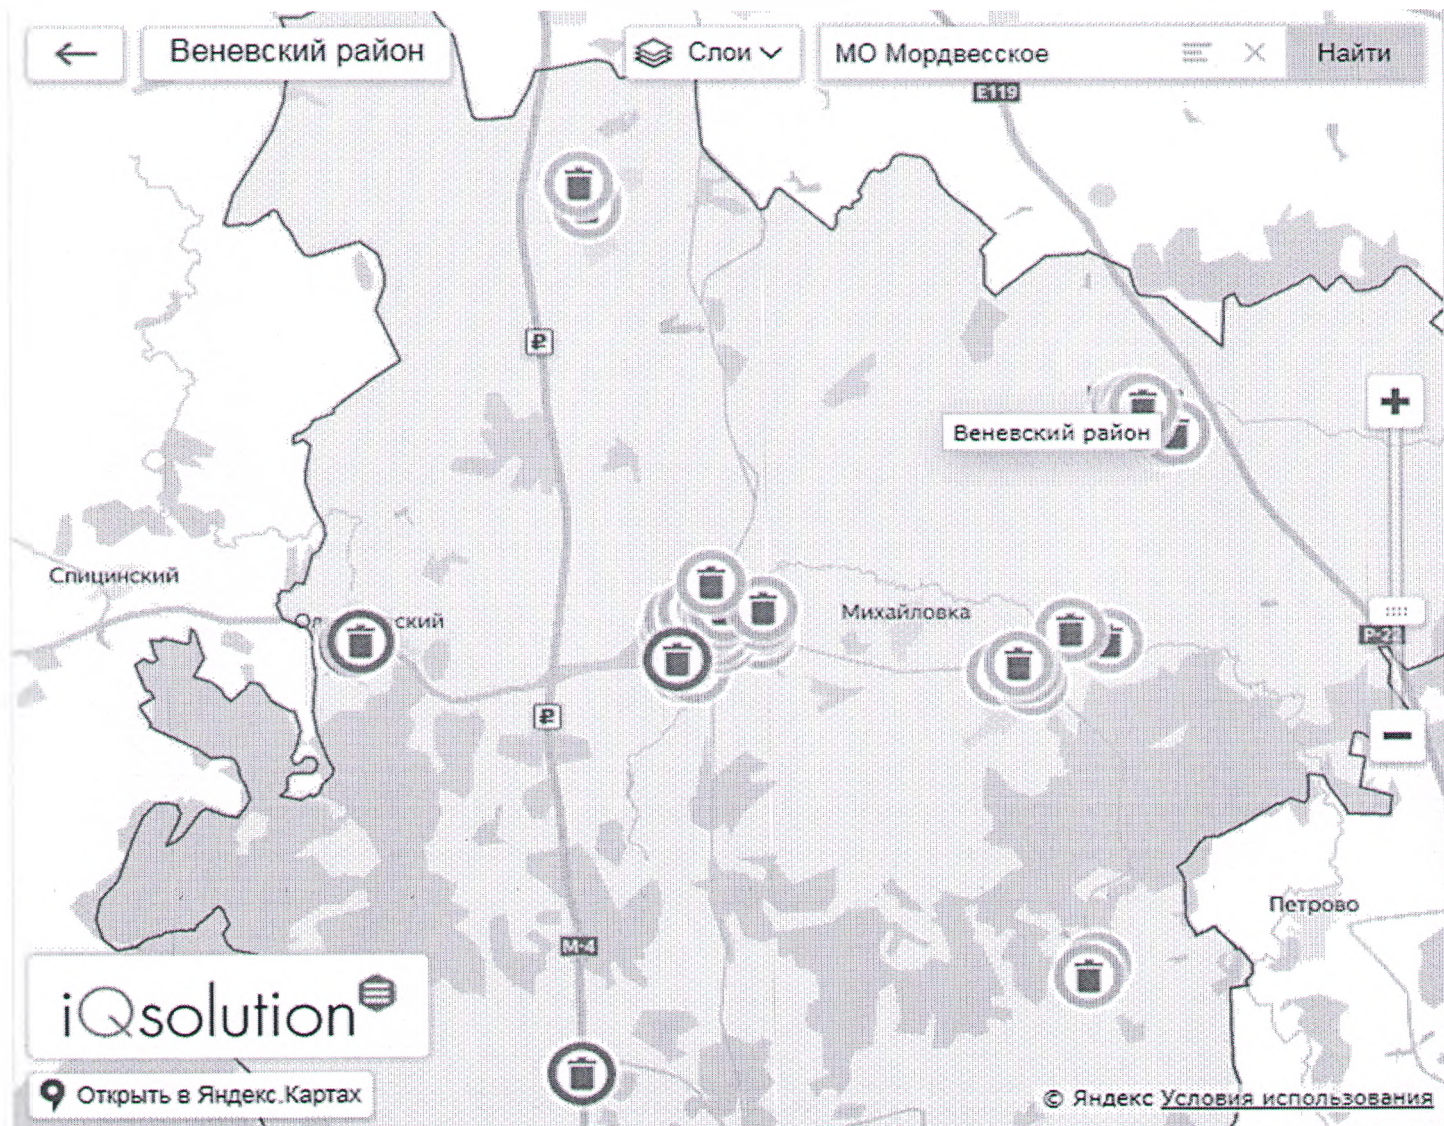 Веневский район
Слои
МО Мордвесское
Найти
E119
₽
Веневский район
Спицинский
ский
Михайловка
₽
Петрово
М-4
iQsolution
Открыть в Яндекс.Картах
© Яндекс Условия использования